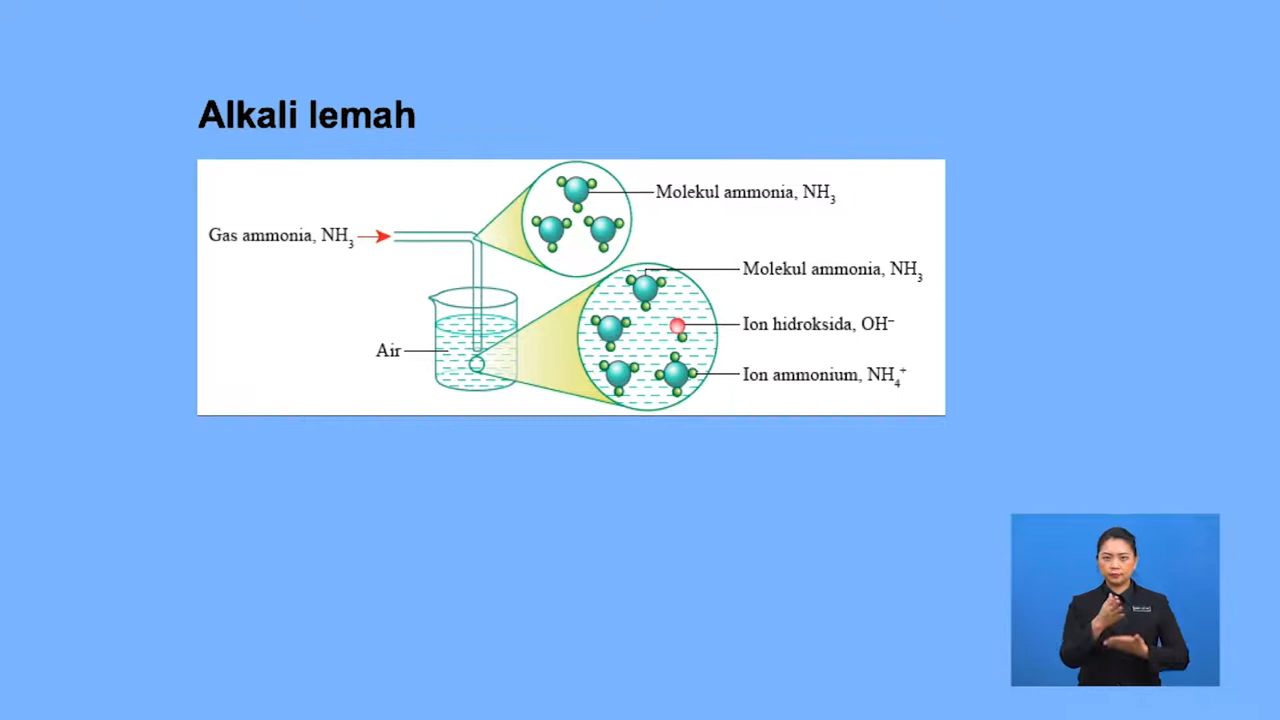 Alkali lemah
Molekul ammonia, NH₃
Gas ammonia, NH₃
Molekul ammonia, NH₃
Ion hidroksida, OH⁻
Air
Ion ammonium, NH₄⁺